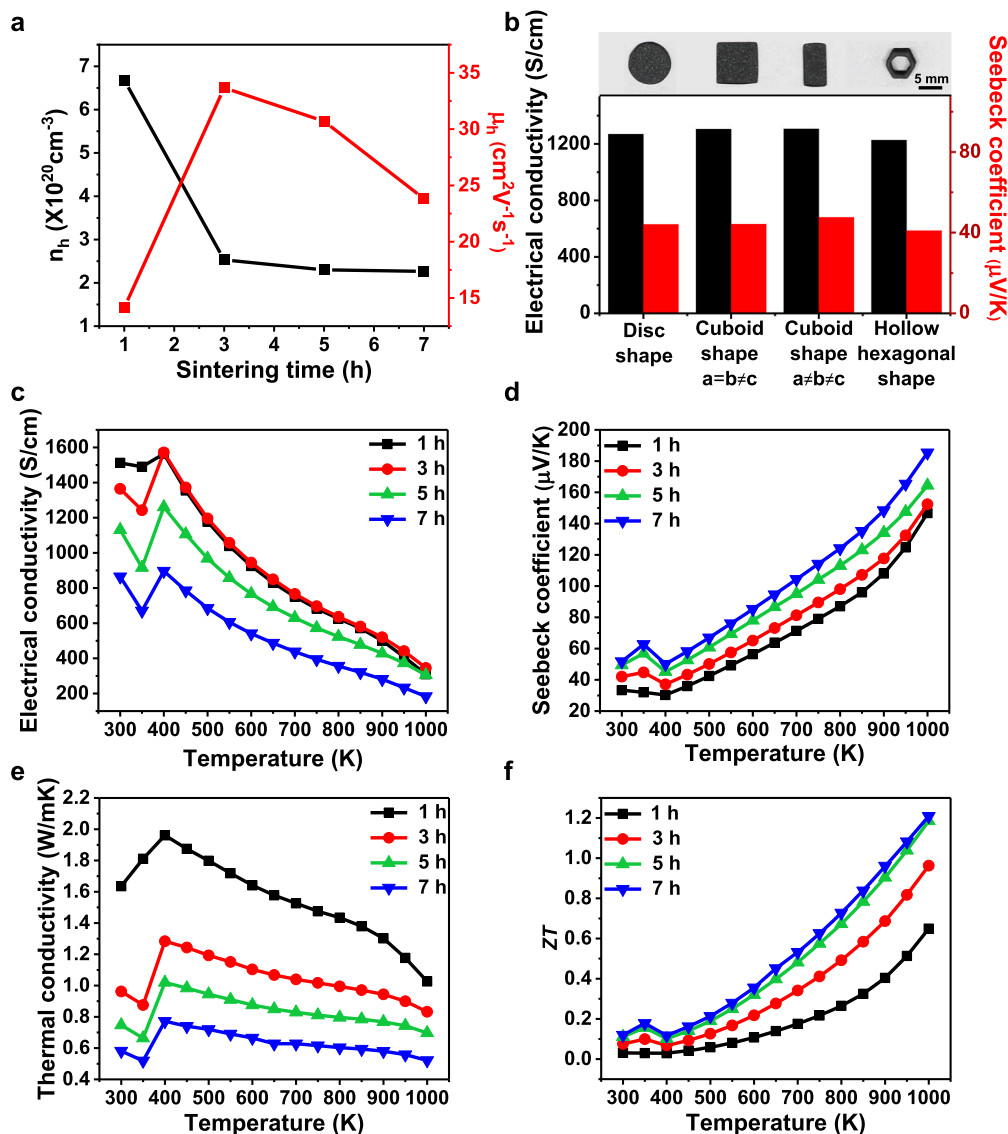 a
n_h (X10^20 cm^-3)
7
6
5
4
3
2
1
35
30
25
20
15
μ_h (cm^2V^-1s^-1)
1 2 3 4 5 6 7
Sintering time (h)
b
5 mm
Electrical conductivity (S/cm)
1200
800
400
0
Seebeck coefficient (μV/K)
80
40
0
Disc
shape
Cuboid
shape
a=b≠c
Cuboid
shape
a≠b≠c
Hollow
hexagonal
shape
c
Electrical conductivity (S/cm)
1600
1400
1200
1000
800
600
400
200
1 h
3 h
5 h
7 h
300 400 500 600 700 800 900 1000
Temperature (K)
d
Seebeck coefficient (μV/K)
200
180
160
140
120
100
80
60
40
20
1 h
3 h
5 h
7 h
300 400 500 600 700 800 900 1000
Temperature (K)
e
Thermal conductivity (W/mK)
2.2
2.0
1.8
1.6
1.4
1.2
1.0
0.8
0.6
0.4
1 h
3 h
5 h
7 h
300 400 500 600 700 800 900 1000
Temperature (K)
f
ZT
1.2
1.0
0.8
0.6
0.4
0.2
0.0
1 h
3 h
5 h
7 h
300 400 500 600 700 800 900 1000
Temperature (K)